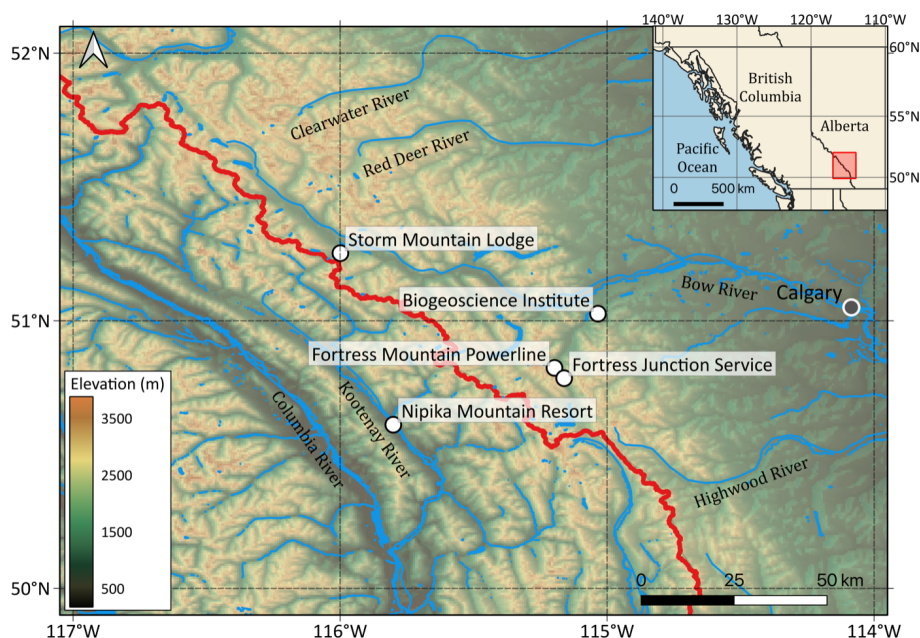 140°W
130°W
120°W
110°W
52°N
60°N
British
Columbia
Clearwater River
55°N
Alberta
Red Deer River
Pacific
Ocean
50°N
0
500 km
Storm Mountain Lodge
Bow River
Calgary
Biogeoscience Institute
51°N
Fortress Mountain Powerline
Fortress Junction Service
Elevation (m)
3500
2500
1500
500
Nipika Mountain Resort
Kootenay River
Columbia River
Highwood River
50°N
0
25
50 km
117°W
116°W
115°W
114°W